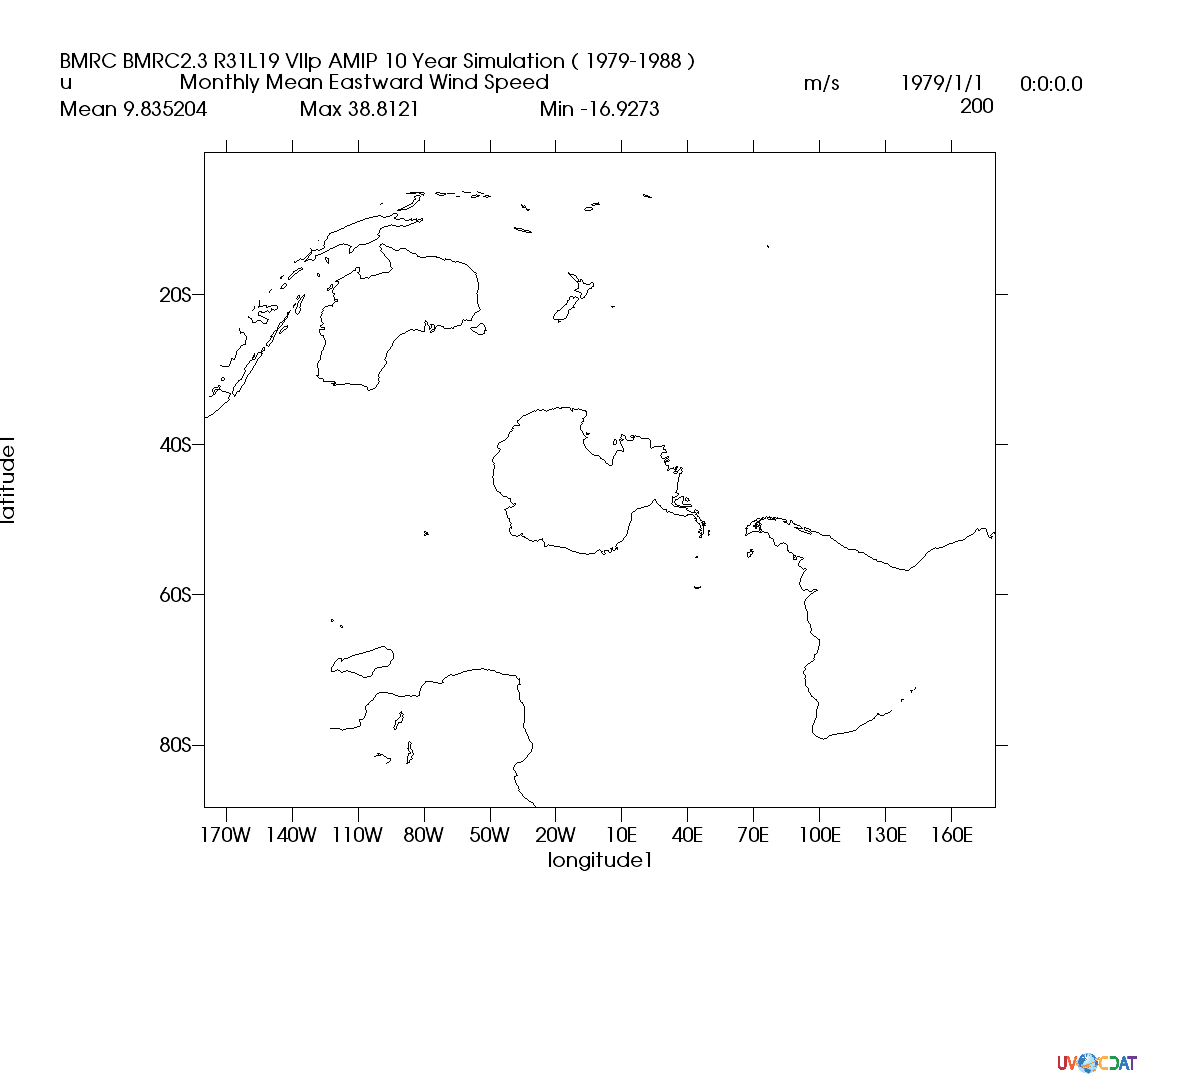 BMRC BMRC2.3 R31L19 VIIp AMIP 10 Year Simulation ( 1979-1988 )
u Monthly Mean Eastward Wind Speed m/s 1979/1/1 0:0:0.0
Mean 9.835204 Max 38.8121 Min -16.9273 200
20S
40S
latitude1
60S
80S
170W 140W 110W 80W 50W 20W 10E 40E 70E 100E 130E 160E
longitude1
UV CDAT